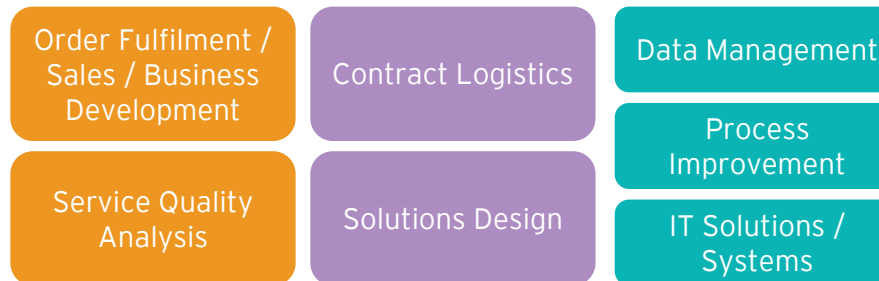 Order Fulfilment /
Sales / Business
Development
Contract Logistics
Data Management
Process
Improvement
Service Quality
Analysis
Solutions Design
IT Solutions /
Systems